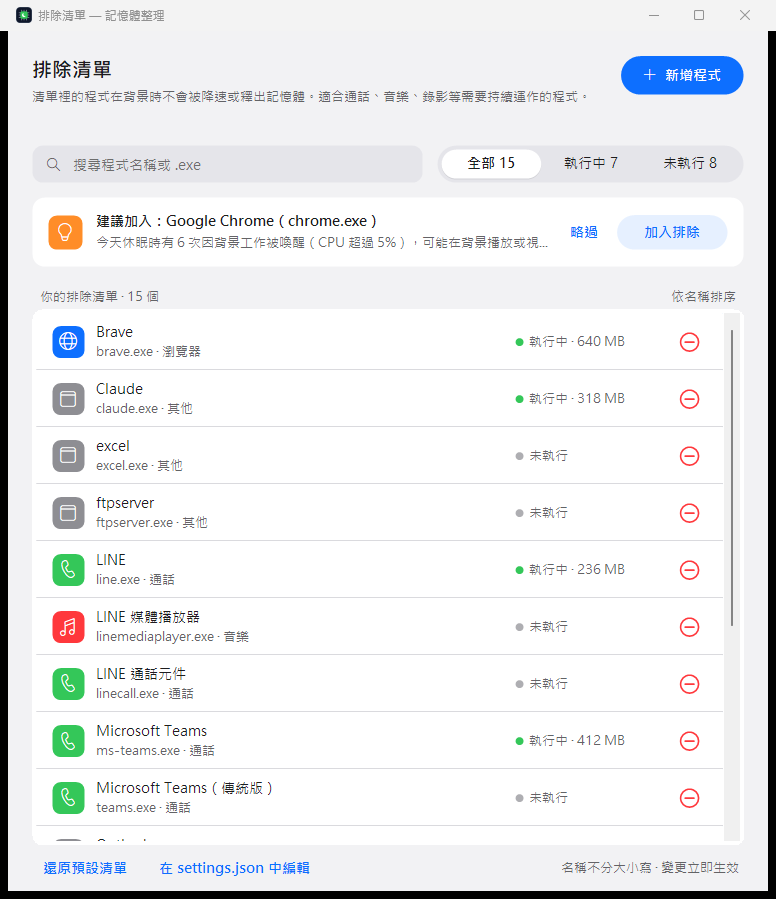 排除清單 — 記憶體整理
排除清單
清單裡的程式在背景時不會被降速或釋出記憶體。適合通話、音樂、錄影等需要持續運作的程式。
＋ 新增程式
搜尋程式名稱或 .exe
全部 15
執行中 7
未執行 8
建議加入：Google Chrome（chrome.exe）
今天休眠時有 6 次因背景工作被喚醒（CPU 超過 5%），可能在背景播放或視...
略過
加入排除
你的排除清單 · 15 個
依名稱排序
Brave
brave.exe · 瀏覽器
執行中 · 640 MB
Claude
claude.exe · 其他
執行中 · 318 MB
excel
excel.exe · 其他
未執行
ftpserver
ftpserver.exe · 其他
未執行
LINE
line.exe · 通話
執行中 · 236 MB
LINE 媒體播放器
linemediaplayer.exe · 音樂
未執行
LINE 通話元件
linecall.exe · 通話
未執行
Microsoft Teams
ms-teams.exe · 通話
執行中 · 412 MB
Microsoft Teams（傳統版）
teams.exe · 通話
未執行
還原預設清單
在 settings.json 中編輯
名稱不分大小寫 · 變更立即生效